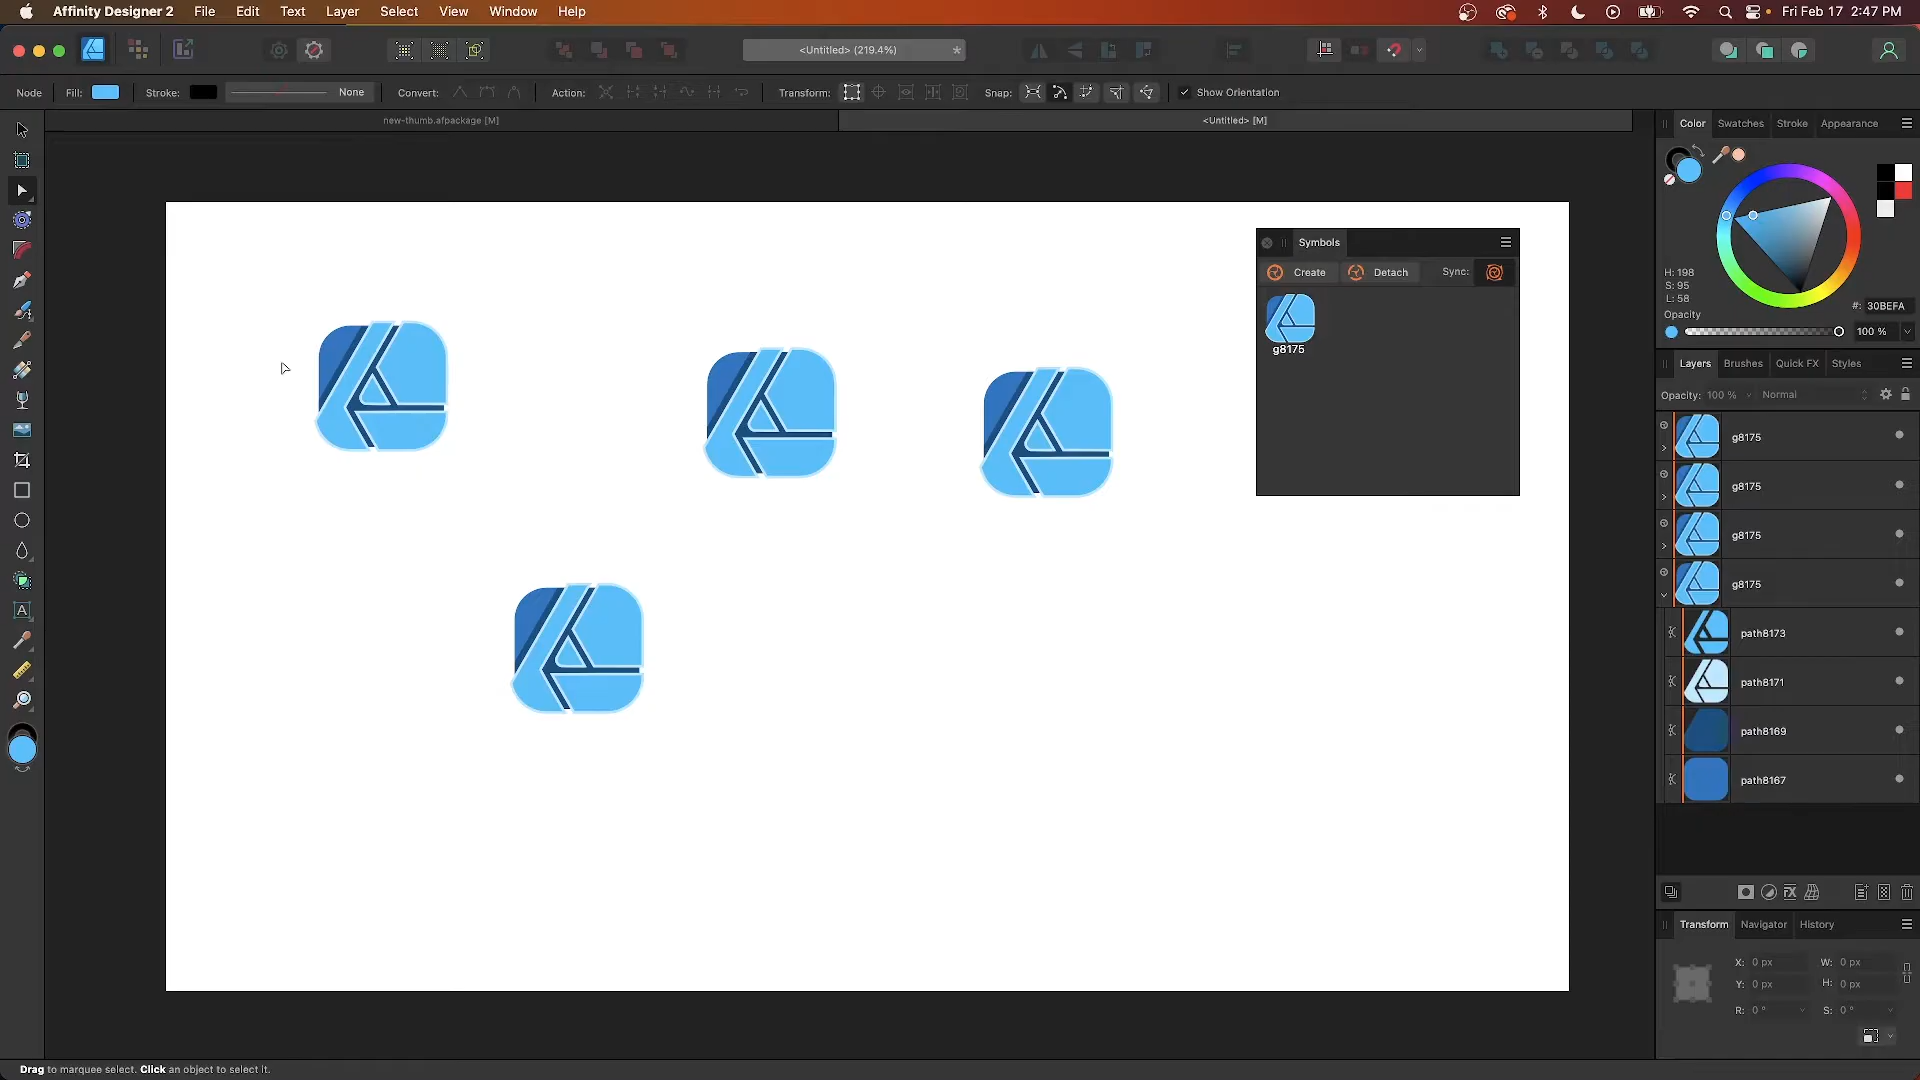 Affinity Designer 2 File Edit Text Layer Select View Window Help Fri Feb 17 2:47 PM
<Untitled> (219.4%) *
Node Fill: Stroke: None Convert: Action: Transform: Snap: Show Orientation
new-thumb.afpackage [M] <Untitled> [M]
Color Swatches Stroke Appearance
H: 198
S: 95
L: 58
#: 30BEFA
Opacity
100 %
Symbols
Create Detach Sync:
g8175
Layers Brushes Quick FX Styles
Opacity: 100 % Normal
g8175
g8175
g8175
g8175
path8173
path8171
path8169
path8167
Transform Navigator History
X: 0 px W: 0 px
Y: 0 px H: 0 px
R: 0 ° S: 0 °
Drag to marquee select. Click an object to select it.